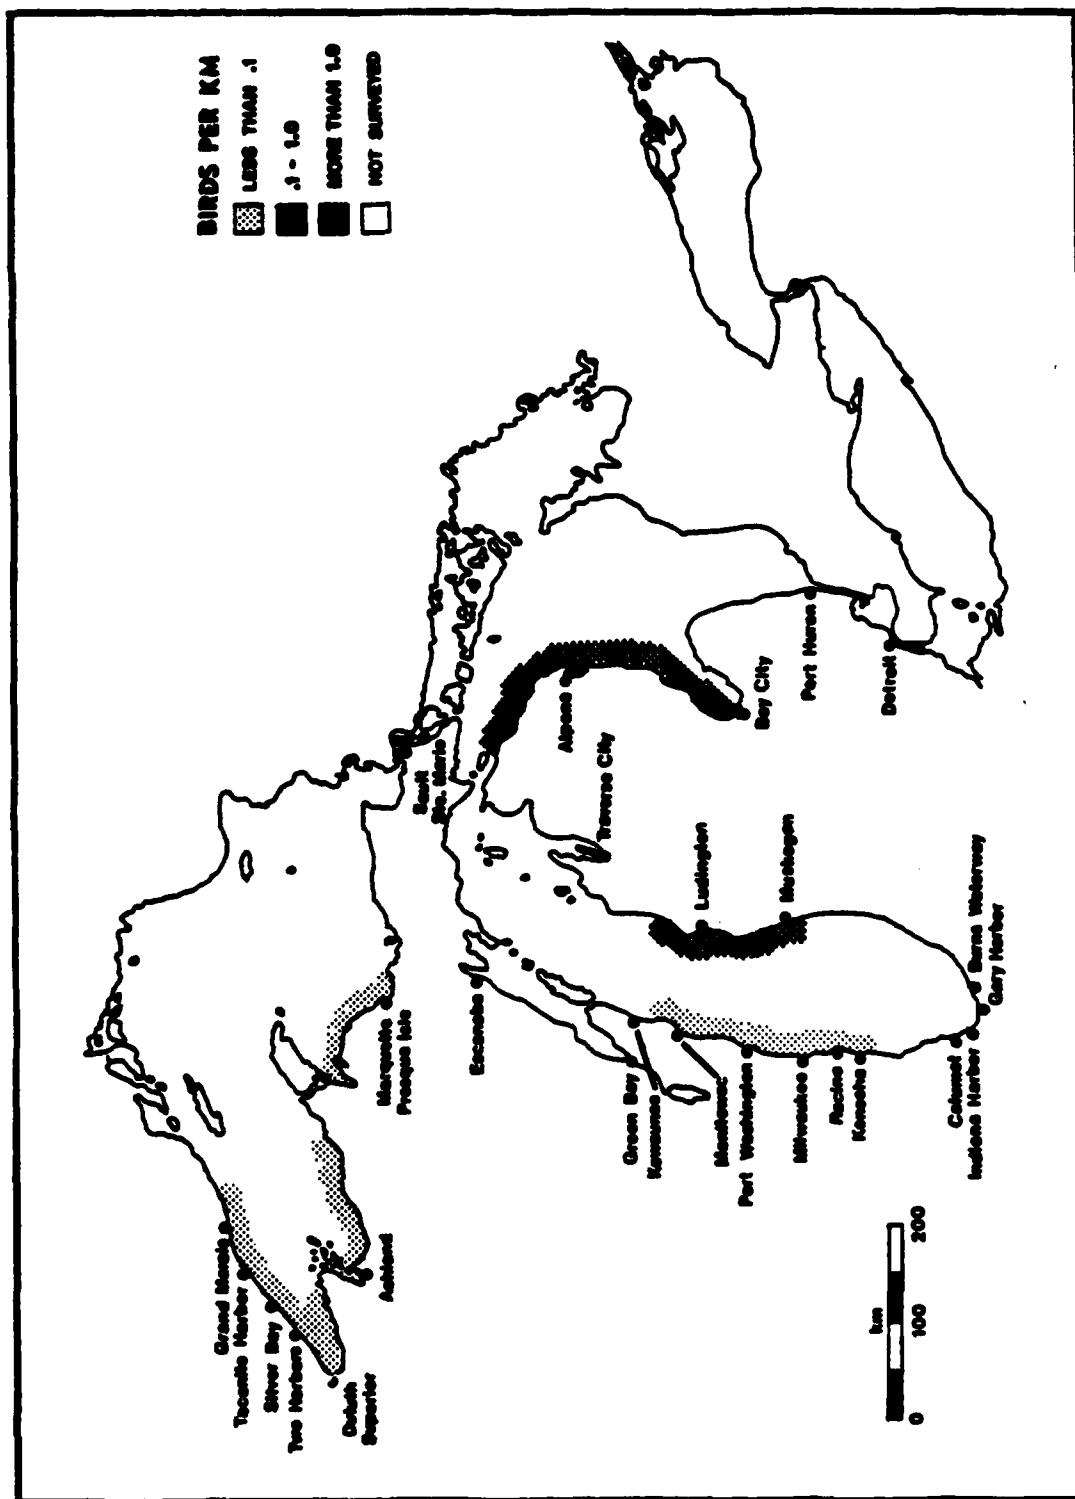 BIRDS PER KM
LESS THAN .1
.1 - 1.0
MORE THAN 1.0
NOT SURVEYED
Grand Marais
Taconite Harbor
Silver Bay
Two Harbors
Duluth
Superior
Ashland
Marquette
Presque Isle
Sault
Ste. Marie
Escanaba
Green Bay
Kewaunee
Manitowoc
Port Washington
Milwaukee
Racine
Kenosha
Calumet
Indiana Harbor
Gary Harbor
Burns Waterway
Muskegon
Ludington
Traverse City
Alpena
Bay City
Port Huron
Detroit
km
0 100 200